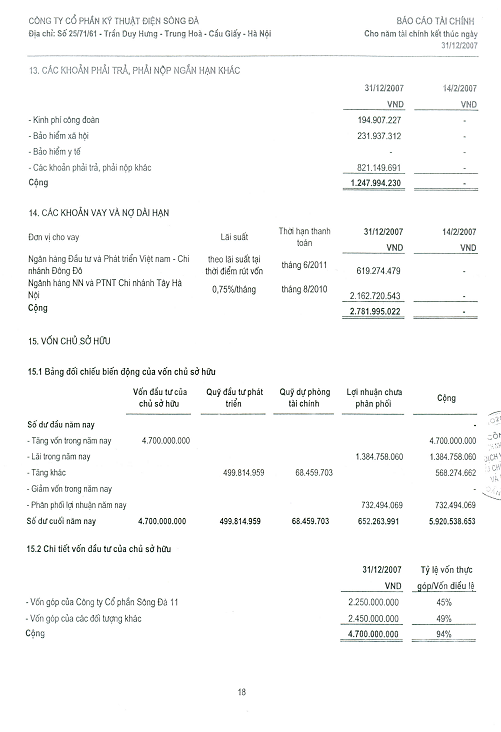 CÔNG TY CỔ PHẦN KỸ THUẬT ĐIỆN SÔNG ĐÀ BÁO CÁO TÀI CHÍNH
Địa chỉ: Số 25/71/61 - Trần Duy Hưng - Trung Hoà - Cầu Giấy - Hà Nội Cho năm tài chính kết thúc ngày
31/12/2007
13. CÁC KHOẢN PHẢI TRẢ, PHẢI NỘP NGẮN HẠN KHÁC
31/12/2007 14/2/2007
VND VND
- Kinh phí công đoàn 194.907.227 -
- Bảo hiểm xã hội 231.937.312 -
- Bảo hiểm y tế - -
- Các khoản phải trả, phải nộp khác 821.149.691 -
Cộng 1.247.994.230 -
14. CÁC KHOẢN VAY VÀ NỢ DÀI HẠN
Đơn vị cho vay Lãi suất Thời hạn thanh toán 31/12/2007 14/2/2007
VND VND
Ngân hàng Đầu tư và Phát triển Việt nam - Chi theo lãi suất tại
nhánh Đông Đô thời điểm rút vốn tháng 6/2011 619.274.479 -
Ngânh hàng NN và PTNT Chi nhánh Tây Hà
Nội 0,75%/tháng tháng 8/2010 2.162.720.543 -
Cộng 2.781.995.022 -
15. VỐN CHỦ SỞ HỮU
15.1 Bảng đối chiếu biến động của vốn chủ sở hữu
Vốn đầu tư của Quỹ đầu tư phát Quỹ dự phòng Lợi nhuận chưa Cộng
chủ sở hữu triển tài chính phân phối
Số dư đầu năm nay -
- Tăng vốn trong năm nay 4.700.000.000 4.700.000.000
- Lãi trong năm nay 1.384.758.060 1.384.758.060
- Tăng khác 499.814.959 68.459.703 568.274.662
- Giảm vốn trong năm nay -
- Phân phối lợi nhuận năm nay 732.494.069 732.494.069
Số dư cuối năm nay 4.700.000.000 499.814.959 68.459.703 652.263.991 5.920.538.653
15.2 Chi tiết vốn đầu tư của chủ sở hữu
31/12/2007 Tỷ lệ vốn thực
VND góp/Vốn điều lệ
- Vốn góp của Công ty Cổ phần Sông Đà 11 2.250.000.000 45%
- Vốn góp của các đối tượng khác 2.450.000.000 49%
Cộng 4.700.000.000 94%
18